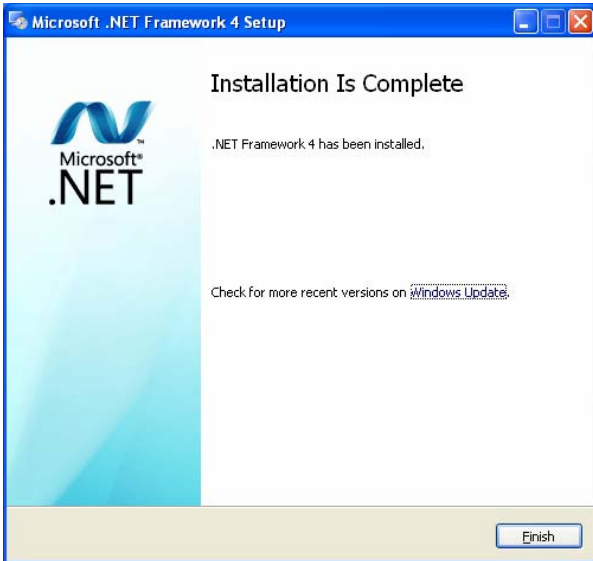 Microsoft .NET Framework 4 Setup
Installation Is Complete
Microsoft®
.NET™
.NET Framework 4 has been installed.
Check for more recent versions on Windows Update.
Finish